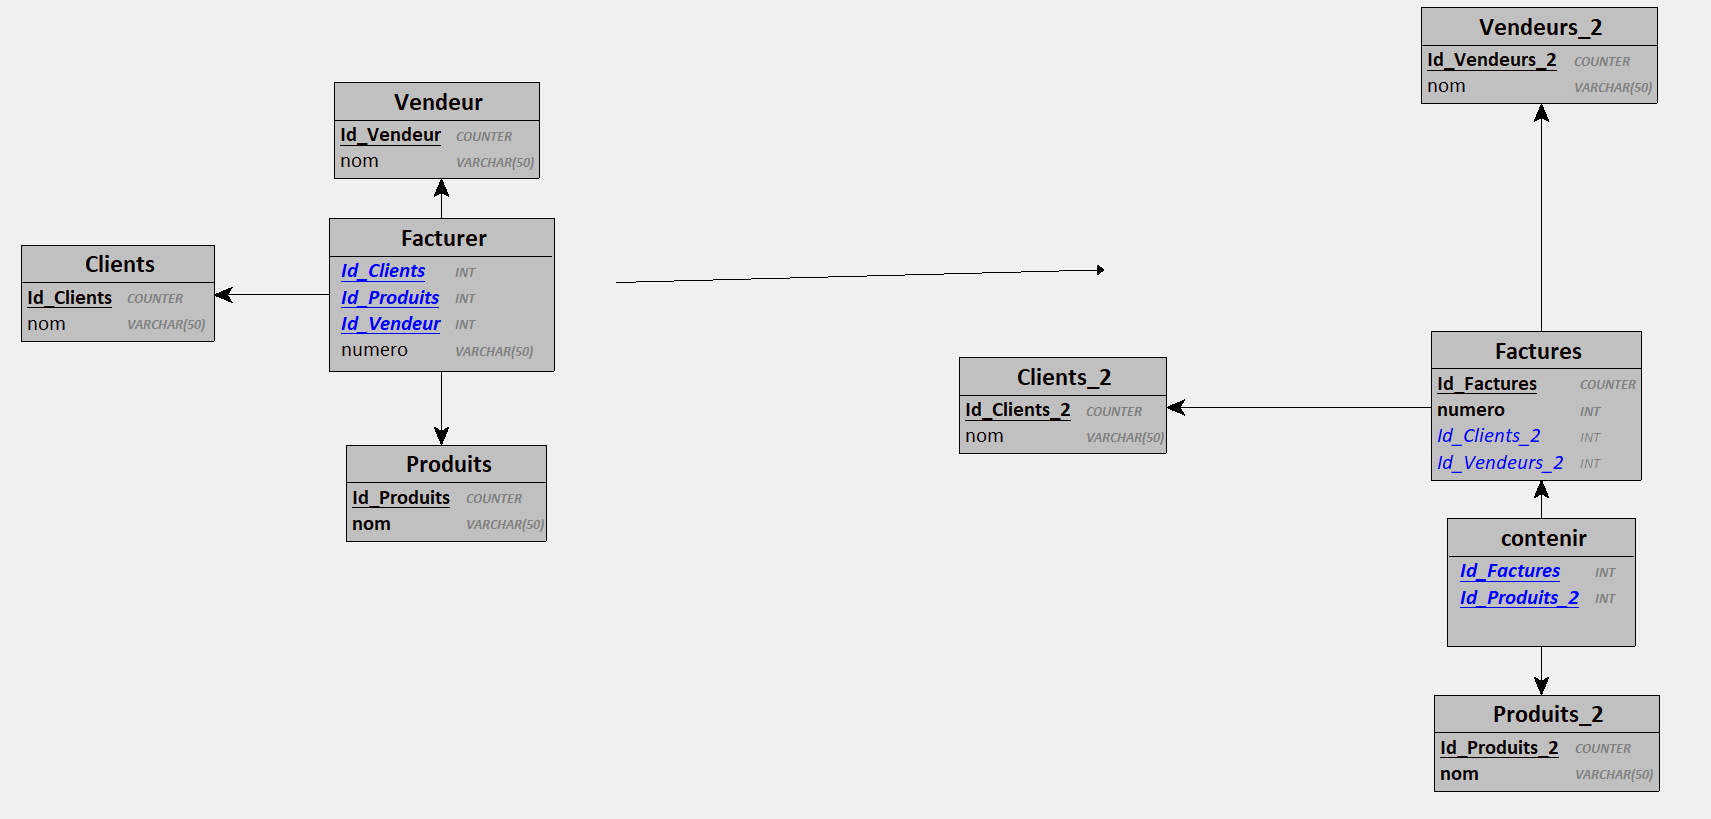 Vendeur
Id_Vendeur COUNTER
nom VARCHAR(50)
Facturer
Id_Clients INT
Id_Produits INT
Id_Vendeur INT
numero VARCHAR(50)
Clients
Id_Clients COUNTER
nom VARCHAR(50)
Produits
Id_Produits COUNTER
nom VARCHAR(50)
Vendeurs_2
Id_Vendeurs_2 COUNTER
nom VARCHAR(50)
Clients_2
Id_Clients_2 COUNTER
nom VARCHAR(50)
Factures
Id_Factures COUNTER
numero INT
Id_Clients_2 INT
Id_Vendeurs_2 INT
contenir
Id_Factures INT
Id_Produits_2 INT
Produits_2
Id_Produits_2 COUNTER
nom VARCHAR(50)